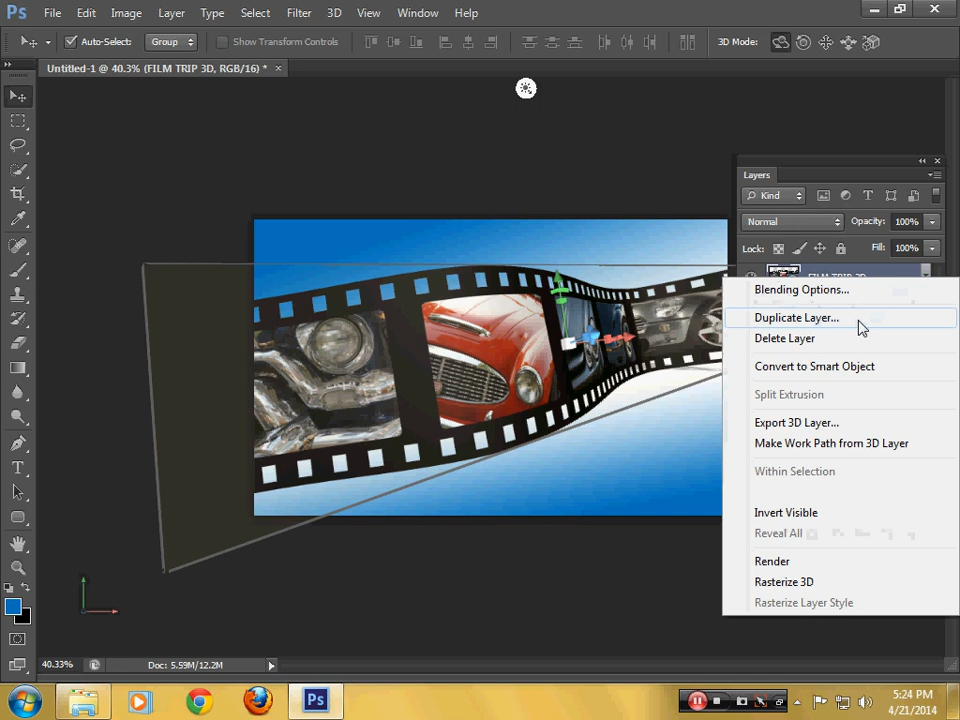 Ps File Edit Image Layer Type Select Filter 3D View Window Help
Auto-Select: Group Show Transform Controls 3D Mode:
Untitled-1 @ 40.3% (FILM TRIP 3D, RGB/16) * ×
Layers
Kind T
Normal Opacity: 100%
Lock: Fill: 100%
FILM TRIP 3D
Blending Options...
Duplicate Layer...
Delete Layer
Convert to Smart Object
Split Extrusion
Export 3D Layer...
Make Work Path from 3D Layer
Within Selection
Invert Visible
Reveal All
Render
Rasterize 3D
Rasterize Layer Style
T
40.33% Doc: 5.59M/12.2M
Ps
5:24 PM
4/21/2014